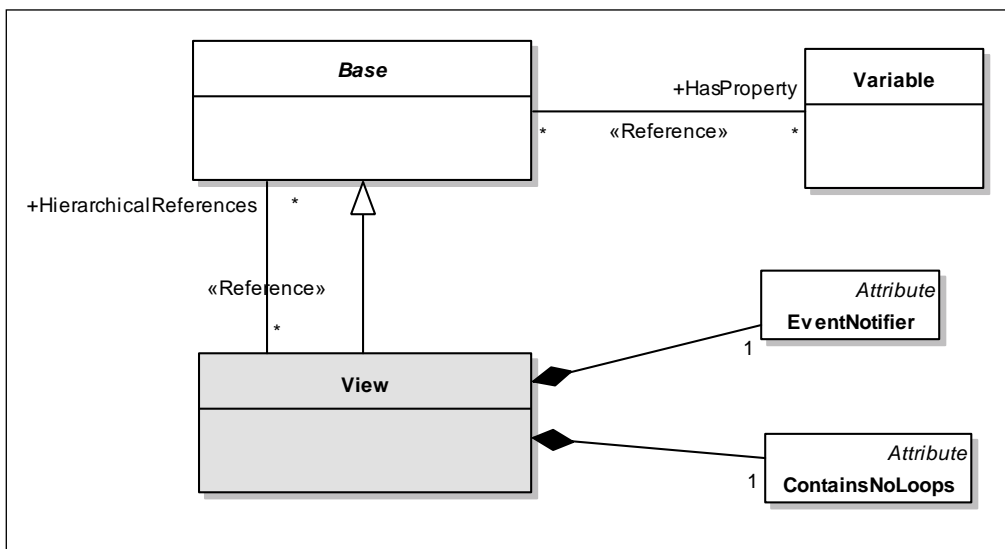 Base
Variable
+HasProperty
*
«Reference»
*
+HierarchicalReferences
*
«Reference»
*
Attribute
EventNotifier
1
View
Attribute
ContainsNoLoops
1